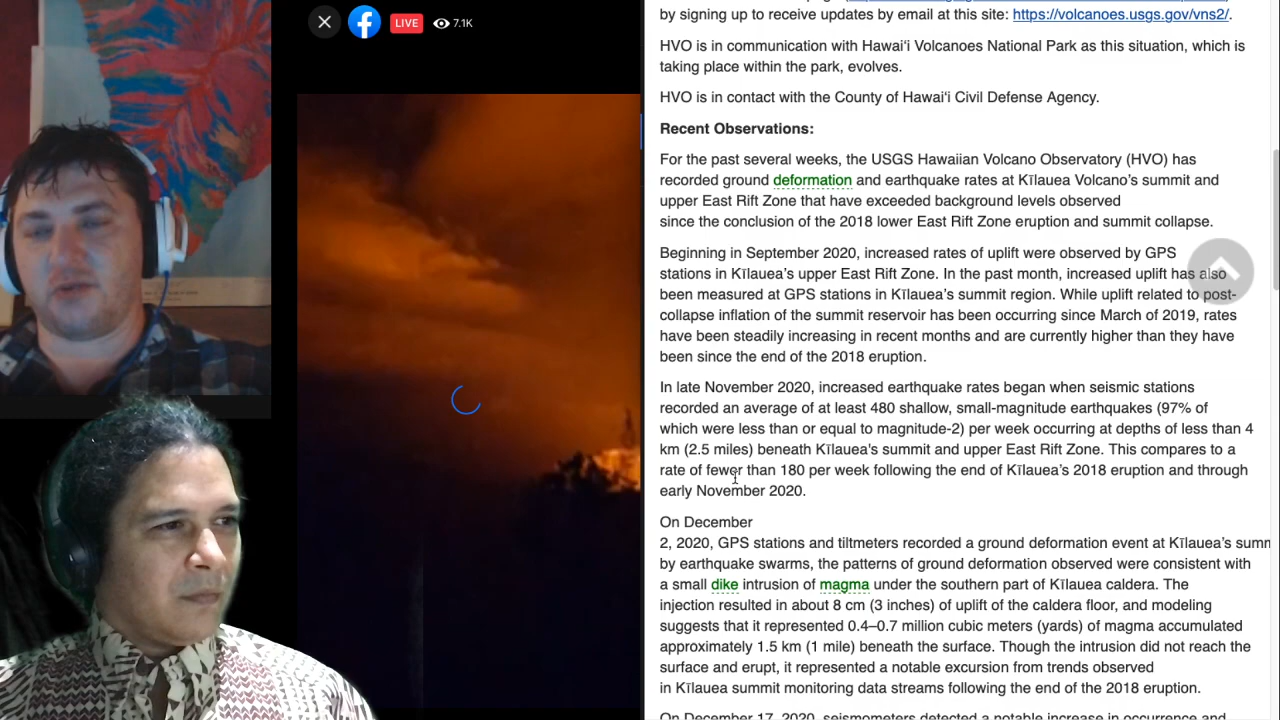 LIVE
7.1K
by signing up to receive updates by email at this site: https://volcanoes.usgs.gov/vns2/.
HVO is in communication with Hawaiʻi Volcanoes National Park as this situation, which is
taking place within the park, evolves.
HVO is in contact with the County of Hawaiʻi Civil Defense Agency.
Recent Observations:
For the past several weeks, the USGS Hawaiian Volcano Observatory (HVO) has
recorded ground deformation and earthquake rates at Kīlauea Volcano's summit and
upper East Rift Zone that have exceeded background levels observed
since the conclusion of the 2018 lower East Rift Zone eruption and summit collapse.
Beginning in September 2020, increased rates of uplift were observed by GPS
stations in Kīlauea's upper East Rift Zone. In the past month, increased uplift has also
been measured at GPS stations in Kīlauea's summit region. While uplift related to post-
collapse inflation of the summit reservoir has been occurring since March of 2019, rates
have been steadily increasing in recent months and are currently higher than they have
been since the end of the 2018 eruption.
In late November 2020, increased earthquake rates began when seismic stations
recorded an average of at least 480 shallow, small-magnitude earthquakes (97% of
which were less than or equal to magnitude-2) per week occurring at depths of less than 4
km (2.5 miles) beneath Kīlauea's summit and upper East Rift Zone. This compares to a
rate of fewer than 180 per week following the end of Kīlauea's 2018 eruption and through
early November 2020.
On December
2, 2020, GPS stations and tiltmeters recorded a ground deformation event at Kīlauea's summ
by earthquake swarms, the patterns of ground deformation observed were consistent with
a small dike intrusion of magma under the southern part of Kīlauea caldera. The
injection resulted in about 8 cm (3 inches) of uplift of the caldera floor, and modeling
suggests that it represented 0.4–0.7 million cubic meters (yards) of magma accumulated
approximately 1.5 km (1 mile) beneath the surface. Though the intrusion did not reach the
surface and erupt, it represented a notable excursion from trends observed
in Kīlauea summit monitoring data streams following the end of the 2018 eruption.
On December 17, 2020, seismometers detected a notable increase in occurrence and